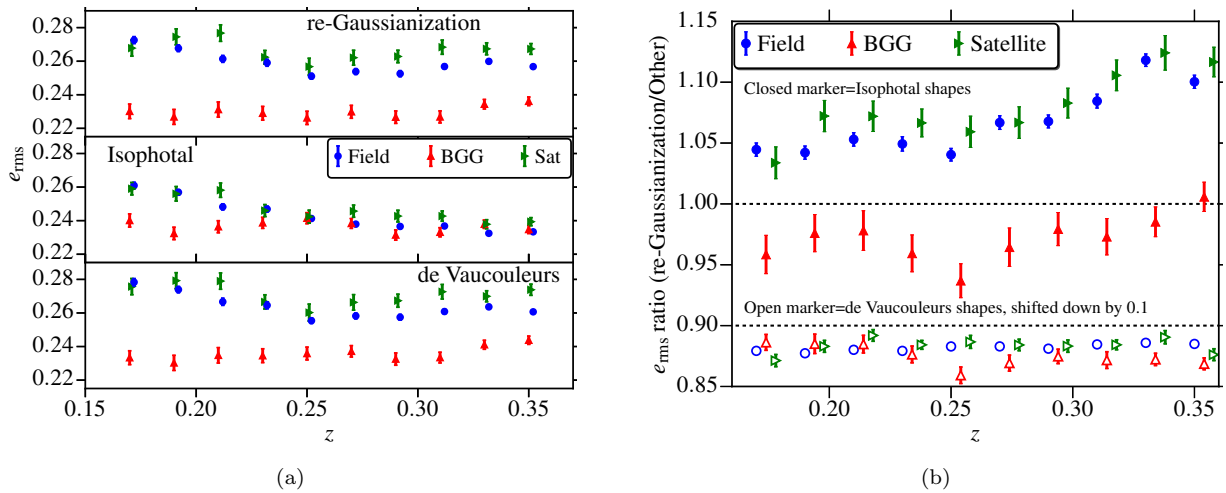 re-Gaussianization
0.28
0.26
0.24
0.22
Isophotal
Field
BGG
Sat
0.28
0.26
0.24
0.22
e_rms
de Vaucouleurs
0.28
0.26
0.24
0.22
0.15 0.20 0.25 0.30 0.35
z
(a)
Field
BGG
Satellite
Closed marker=Isophotal shapes
Open marker=de Vaucouleurs shapes, shifted down by 0.1
1.10
1.05
1.00
0.95
0.90
0.85
e_rms ratio (re-Gaussianization/Other)
0.20 0.25 0.30 0.35
z
(b)